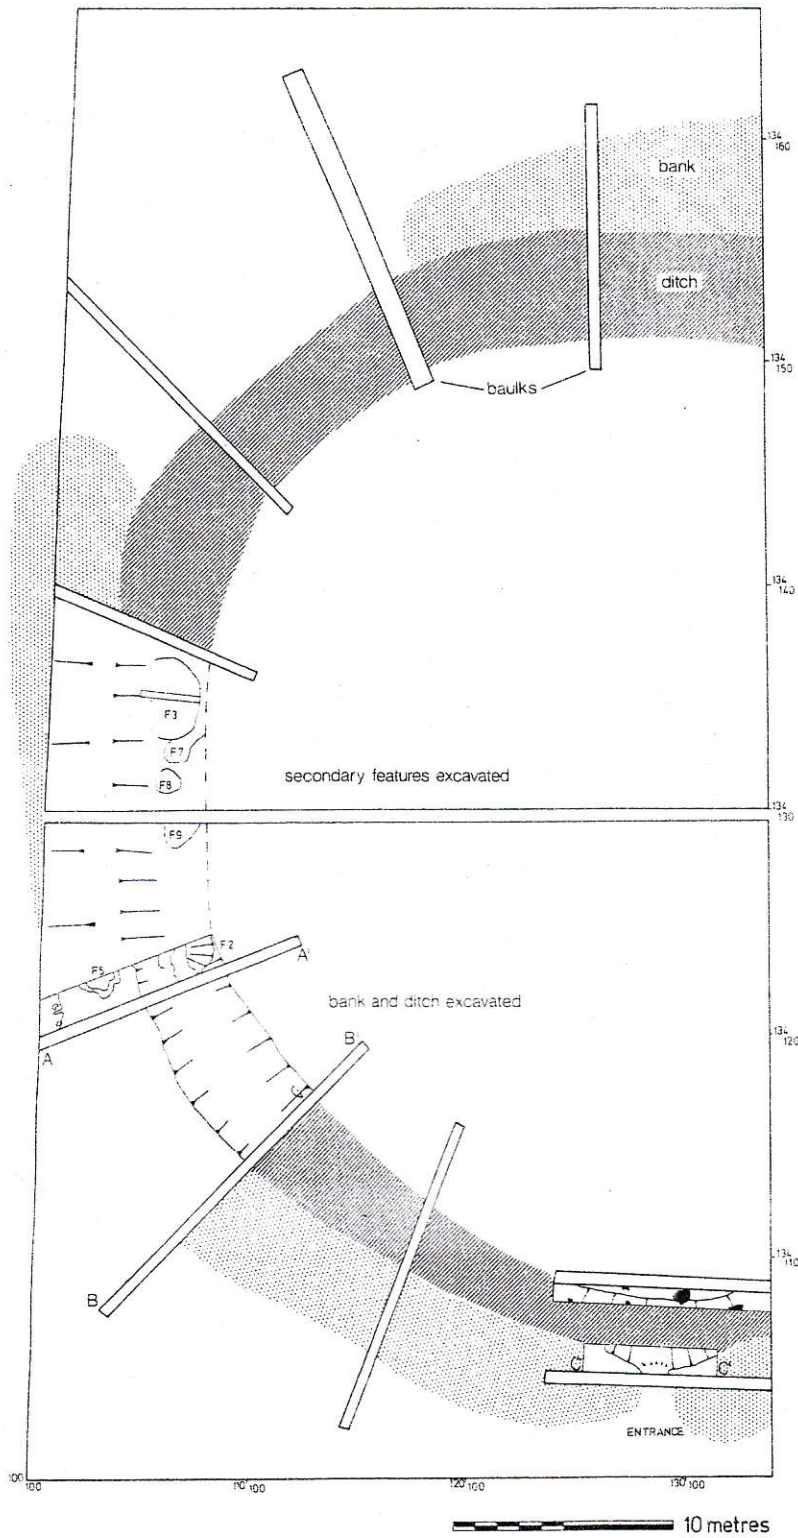 134
160
bank
ditch
134
150
baulks
134
140
F3
F7
F8
secondary features excavated
134
130
F9
F2
F5
A'
bank and ditch excavated
A
B'
134
120
B
134
110
C
C'
ENTRANCE
100
100
110 100
120 100
130 100
10 metres